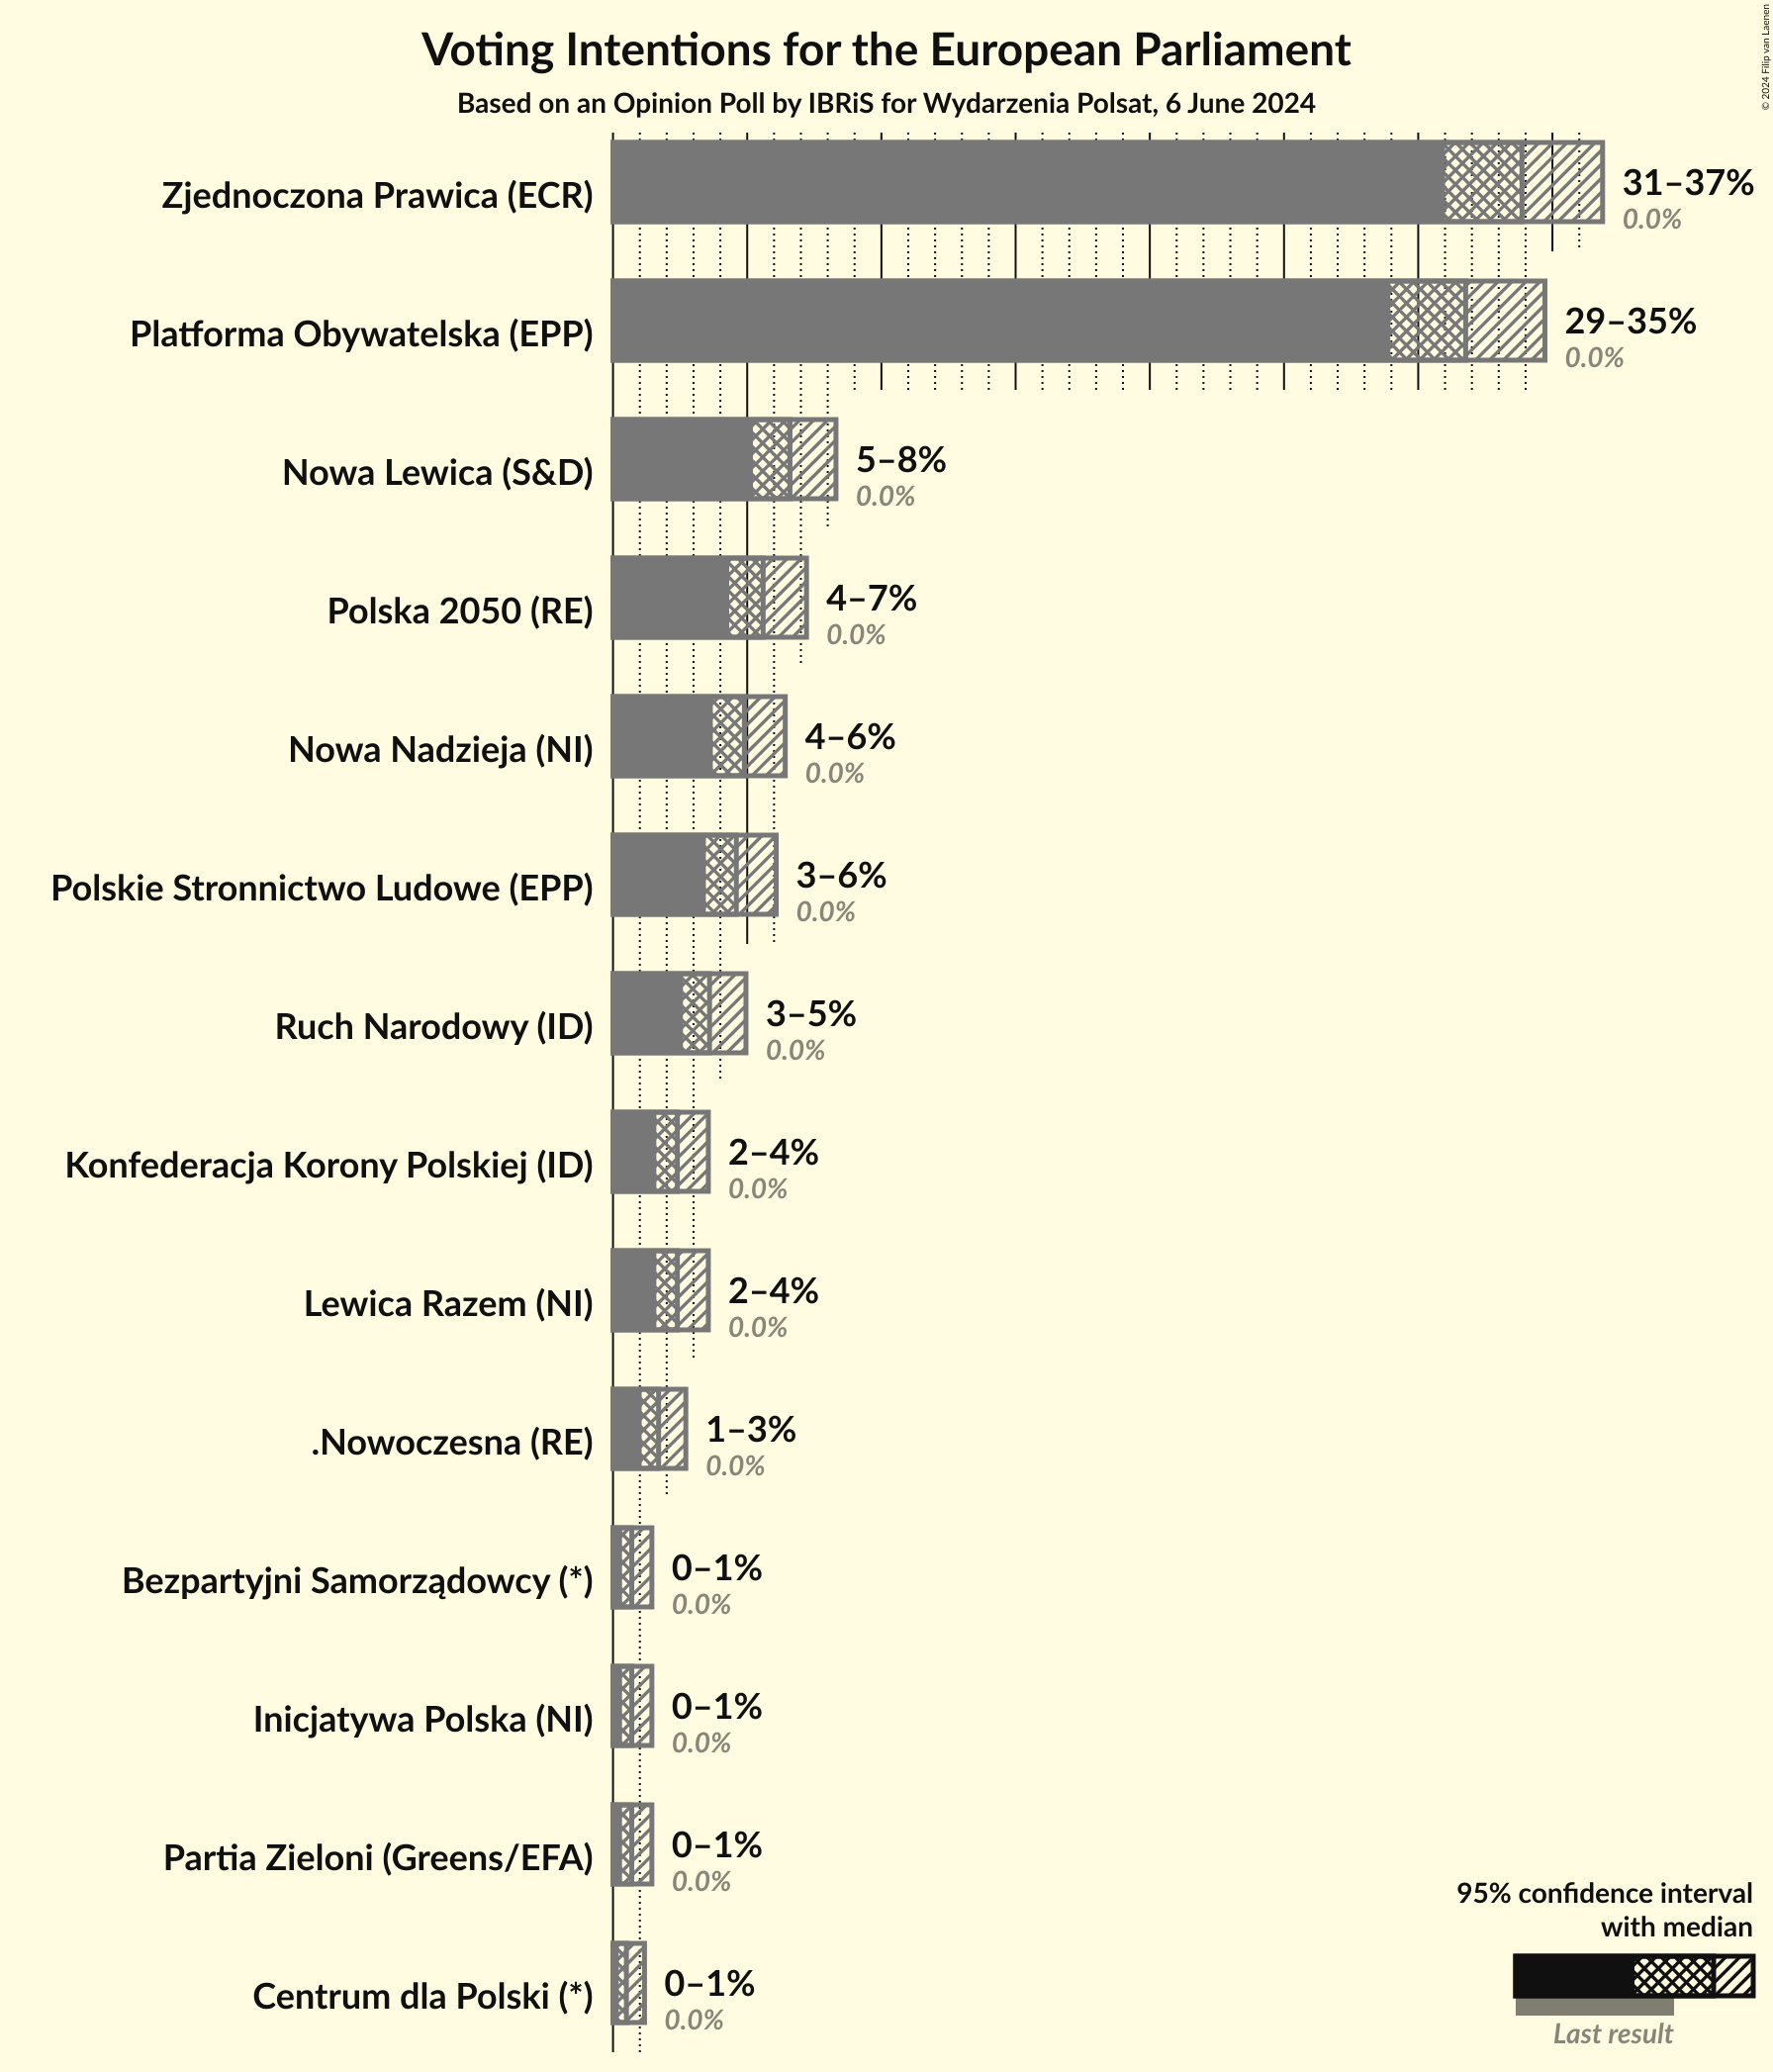 Voting Intentions for the European Parliament
Based on an Opinion Poll by IBRiS for Wydarzenia Polsat, 6 June 2024
© 2024 Filip van Laenen
Zjednoczona Prawica (ECR)
31–37%
0.0%
Platforma Obywatelska (EPP)
29–35%
0.0%
Nowa Lewica (S&D)
5–8%
0.0%
Polska 2050 (RE)
4–7%
0.0%
Nowa Nadzieja (NI)
4–6%
0.0%
Polskie Stronnictwo Ludowe (EPP)
3–6%
0.0%
Ruch Narodowy (ID)
3–5%
0.0%
Konfederacja Korony Polskiej (ID)
2–4%
0.0%
Lewica Razem (NI)
2–4%
0.0%
.Nowoczesna (RE)
1–3%
0.0%
Bezpartyjni Samorządowcy (*)
0–1%
0.0%
Inicjatywa Polska (NI)
0–1%
0.0%
Partia Zieloni (Greens/EFA)
0–1%
0.0%
Centrum dla Polski (*)
0–1%
0.0%
95% confidence interval
with median
Last result